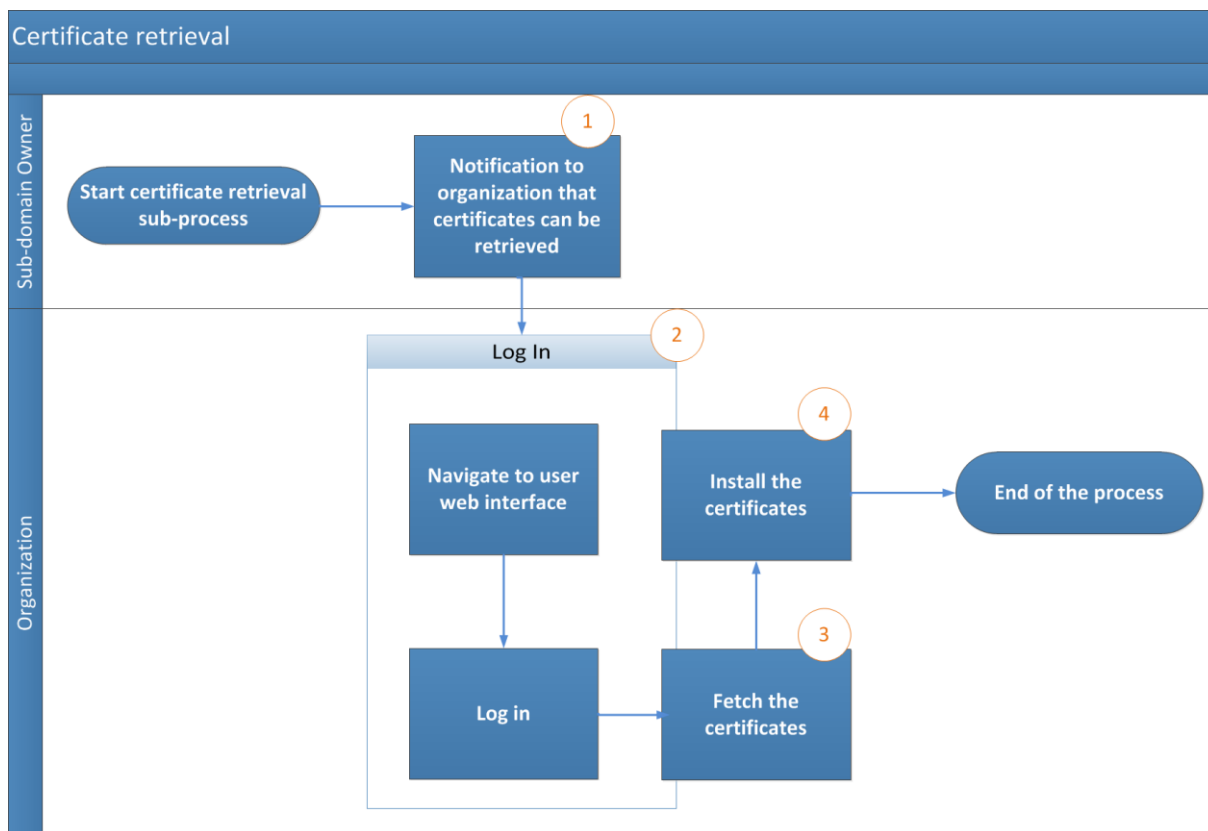 Certificate retrieval
Sub-domain Owner
Start certificate retrieval
sub-process
1
Notification to
organization that
certificates can be
retrieved
Organization
2
Log In
Navigate to user
web interface
Log in
3
Fetch the
certificates
4
Install the
certificates
End of the process